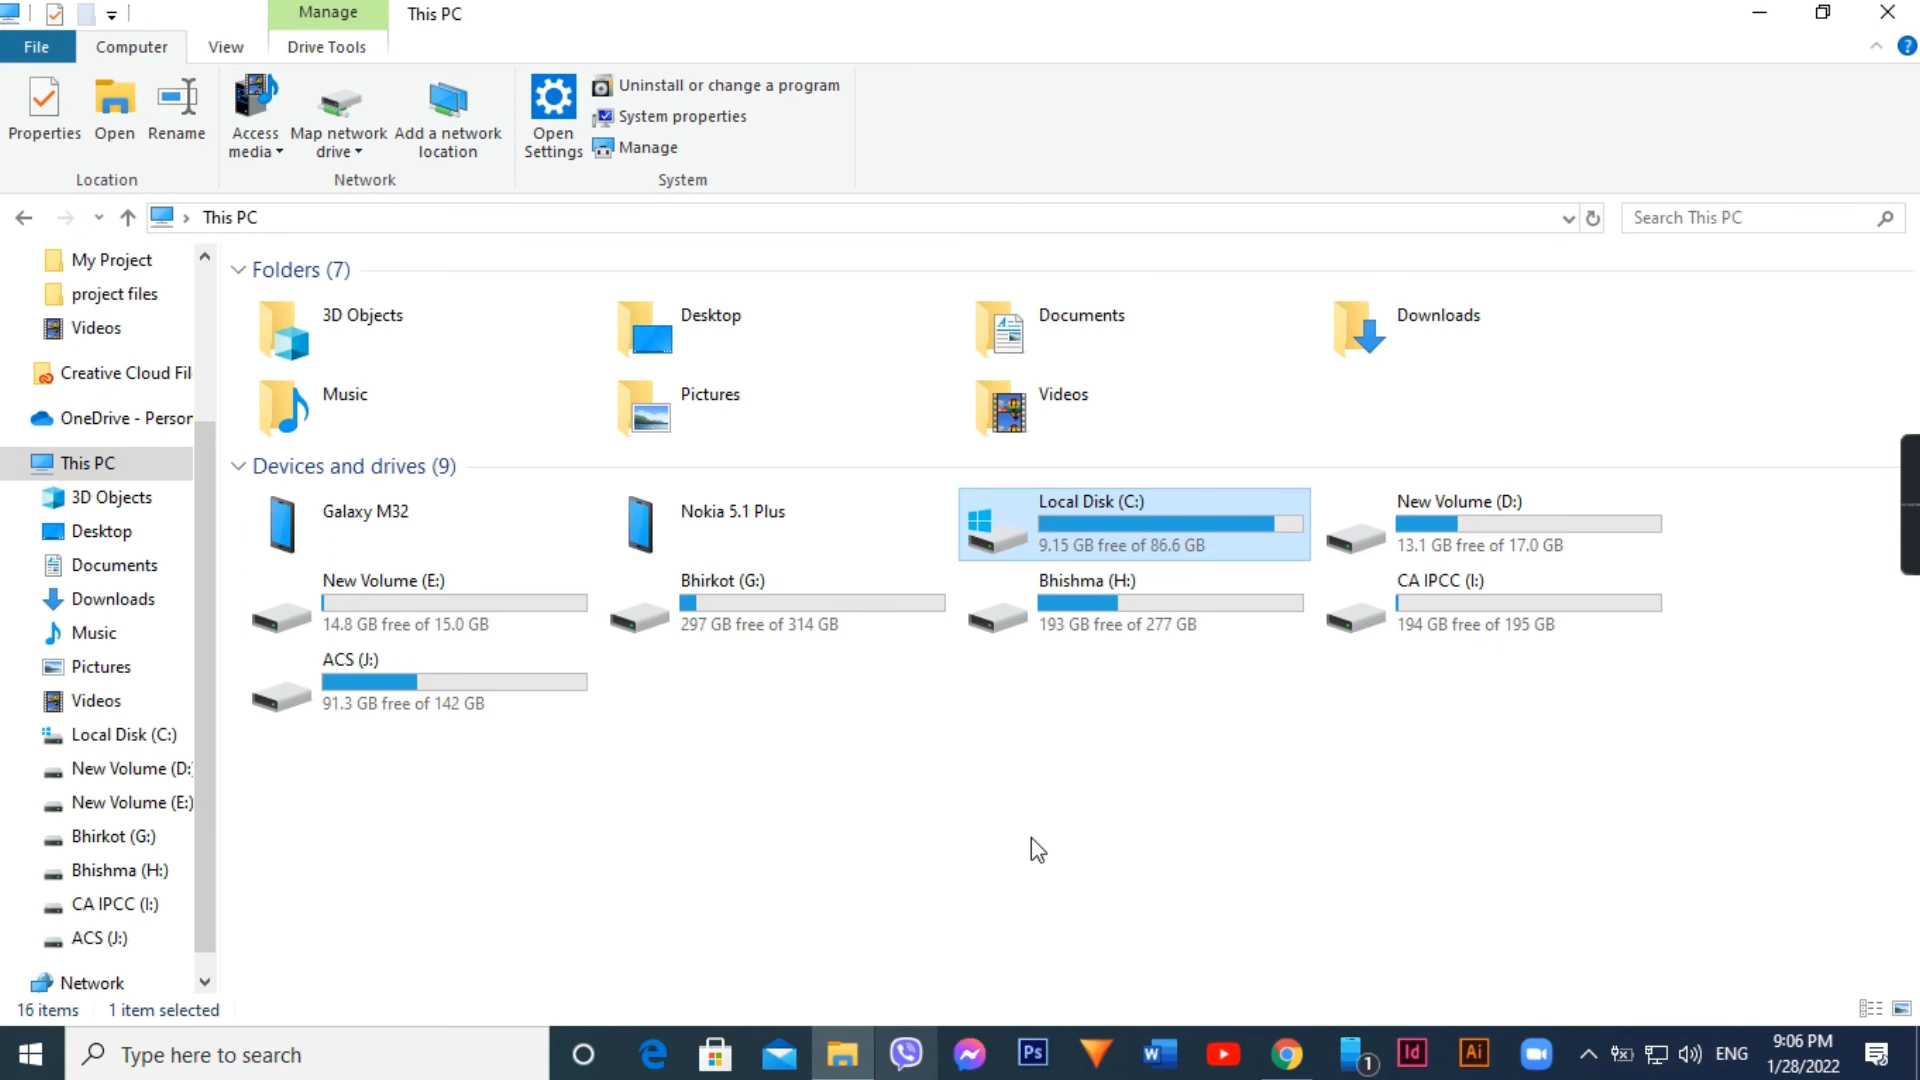 Manage
This PC
File
Computer
View
Drive Tools
Properties
Open
Rename
Access media
Map network drive
Add a network location
Open Settings
Uninstall or change a program
System properties
Manage
Location
Network
System
This PC
Search This PC
My Project
project files
Videos
Creative Cloud Fil
OneDrive - Person
This PC
3D Objects
Desktop
Documents
Downloads
Music
Pictures
Videos
Local Disk (C:)
New Volume (D:)
New Volume (E:)
Bhirkot (G:)
Bhishma (H:)
CA IPCC (I:)
ACS (J:)
Network
Folders (7)
3D Objects
Desktop
Documents
Downloads
Music
Pictures
Videos
Devices and drives (9)
Galaxy M32
Nokia 5.1 Plus
Local Disk (C:)
9.15 GB free of 86.6 GB
New Volume (D:)
13.1 GB free of 17.0 GB
New Volume (E:)
14.8 GB free of 15.0 GB
Bhirkot (G:)
297 GB free of 314 GB
Bhishma (H:)
193 GB free of 277 GB
CA IPCC (I:)
194 GB free of 195 GB
ACS (J:)
91.3 GB free of 142 GB
16 items
1 item selected
Type here to search
Ps
W
1
Id
Ai
ENG
9:06 PM
1/28/2022